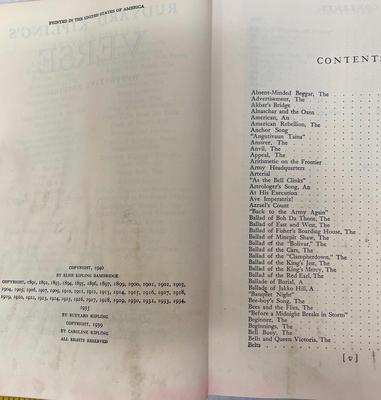 PRINTED IN THE UNITED STATES OF AMERICA
RUDYARD KIPLING'S
VERSE
COPYRIGHT, 1940
BY ELSIE KIPLING BAMBRIDGE
COPYRIGHT, 1891, 1892, 1893, 1894, 1895, 1896, 1897, 1899, 1900, 1901, 1902, 1903,
1904, 1905, 1906, 1907, 1909, 1910, 1911, 1912, 1913, 1914, 1915, 1916, 1917, 1918,
1919, 1920, 1921, 1922, 1923, 1924, 1925, 1926, 1927, 1928, 1929, 1930, 1931, 1932, 1934,
1935
BY RUDYARD KIPLING
COPYRIGHT, 1939
BY CAROLINE KIPLING
ALL RIGHTS RESERVED
CONTENTS
Absent-Minded Beggar, The
Advertisement, The
Akbar's Bridge
Alnaschar and the Oxen
American, An
American Rebellion, The
Anchor Song
"Angutivaun Taina"
Answer, The
Anvil, The
Appeal, The
Arithmetic on the Frontier
Army Headquarters
Arterial
"As the Bell Clinks"
Astrologer's Song, An
At His Execution
Ave Imperatrix!
Azrael's Count
"Back to the Army Again"
Ballad of Boh Da Thone, The
Ballad of East and West, The
Ballad of Fisher's Boarding House, The
Ballad of Minepit Shaw, The
Ballad of the "Bolivar," The
Ballad of the Cars, The
Ballad of the "Clampherdown," The
Ballad of the King's Jest, The
Ballad of the King's Mercy, The
Ballad of the Red Earl, The
Ballade of Burial, A
Ballade of Jakko Hill, A
"Banquet Night"
Bee-boy's Song, The
Bees and the Flies, The
"Before a Midnight Breaks in Storm"
Beginner, The
Beginnings, The
Bell Buoy, The
Bells and Queen Victoria, The
Belts
[v]